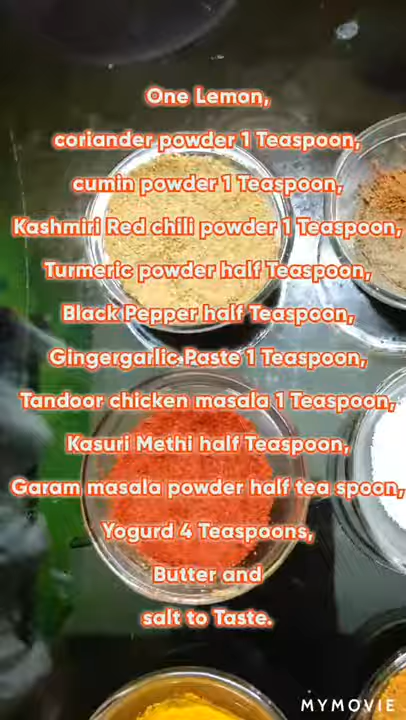 One Lemon,
coriander powder 1 Teaspoon,
cumin powder 1 Teaspoon,
Kashmiri Red chili powder 1 Teaspoon,
Turmeric powder half Teaspoon,
Black Pepper half Teaspoon,
Gingergarlic Paste 1 Teaspoon,
Tandoor chicken masala 1 Teaspoon,
Kasuri Methi half Teaspoon,
Garam masala powder half tea spoon,
Yogurd 4 Teaspoons,
Butter and
salt to Taste.
MYMOVIE